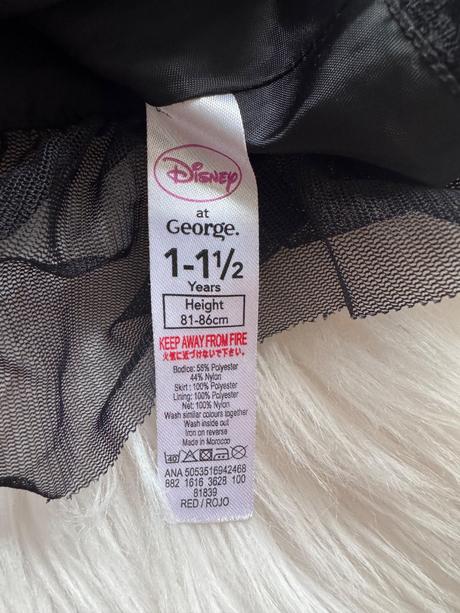 Disney
at
George.
1-1½
Years
Height
81-86cm
KEEP AWAY FROM FIRE
火気に近づけないで下さい。
Bodice: 56% Polyester
44% Nylon
Skirt: 100% Polyester
Lining: 100% Polyester
Net: 100% Nylon
Wash similar colours together
Wash inside out
Iron on reverse
Made in Morocco
40
ANA 5053516942468
882 1616 3628 100
81839
RED / ROJO